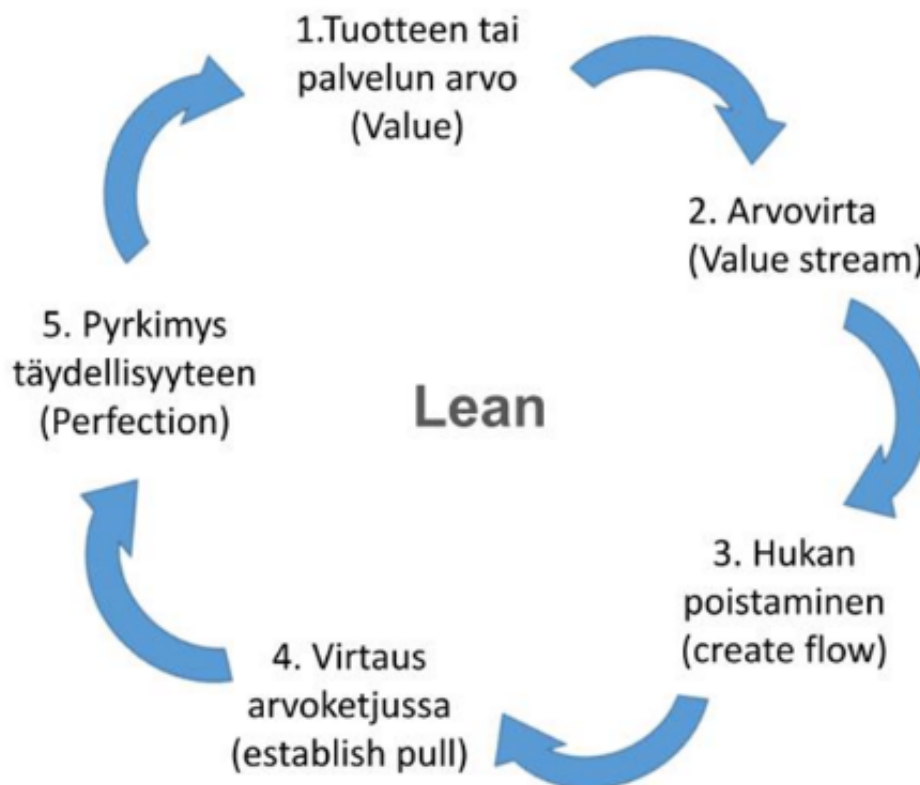 1.Tuotteen tai
palvelun arvo
(Value)
2. Arvovirta
(Value stream)
3. Hukan
poistaminen
(create flow)
4. Virtaus
arvoketjussa
(establish pull)
5. Pyrkimys
täydellisyyteen
(Perfection)
Lean